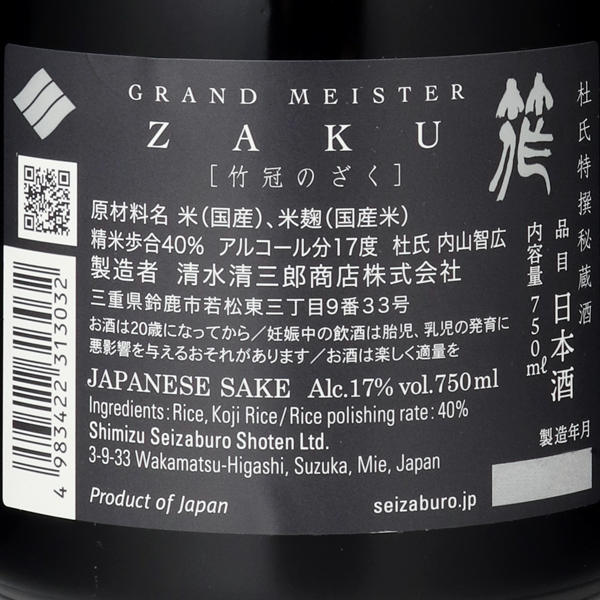 GRAND MEISTER
ZAKU
[竹冠のざく]
原材料名 米(国産)、米麹(国産米)
精米歩合40% アルコール分17度 杜氏 内山智広
製造者 清水清三郎商店株式会社
三重県鈴鹿市若松東三丁目9番33号
お酒は20歳になってから／妊娠中の飲酒は胎児、乳児の発育に
悪影響を与えるおそれがあります／お酒は楽しく適量を
JAPANESE SAKE Alc.17% vol.750ml
Ingredients: Rice, Koji Rice / Rice polishing rate: 40%
Shimizu Seizaburo Shoten Ltd.
3-9-33 Wakamatsu-Higashi, Suzuka, Mie, Japan
Product of Japan
seizaburo.jp
杜氏特撰秘蔵酒
品目 日本酒
内容量750ml
製造年月
4 983422 313032